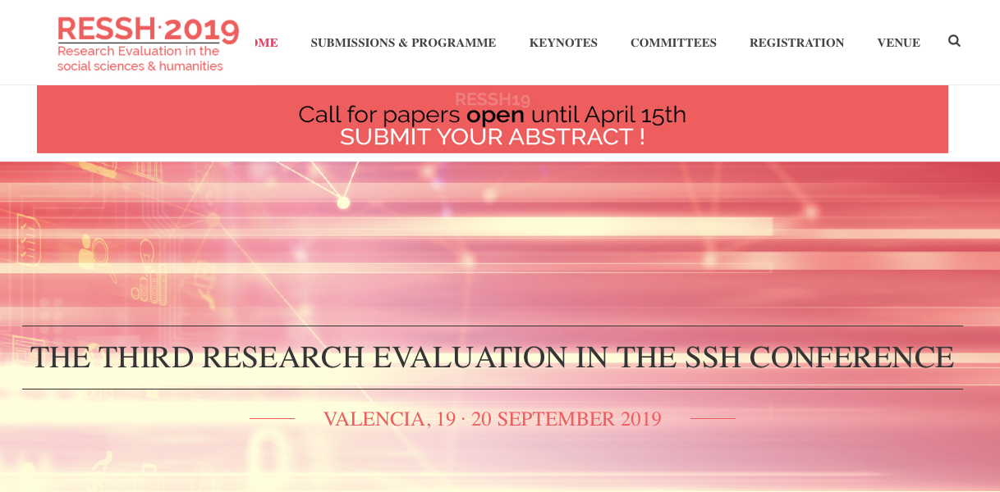 RESSH·2019
Research Evaluation in the
social sciences & humanities
SUBMISSIONS & PROGRAMME
KEYNOTES
COMMITTEES
REGISTRATION
VENUE
RESSH19
Call for papers open until April 15th
SUBMIT YOUR ABSTRACT !
THE THIRD RESEARCH EVALUATION IN THE SSH CONFERENCE
VALENCIA, 19 · 20 SEPTEMBER 2019